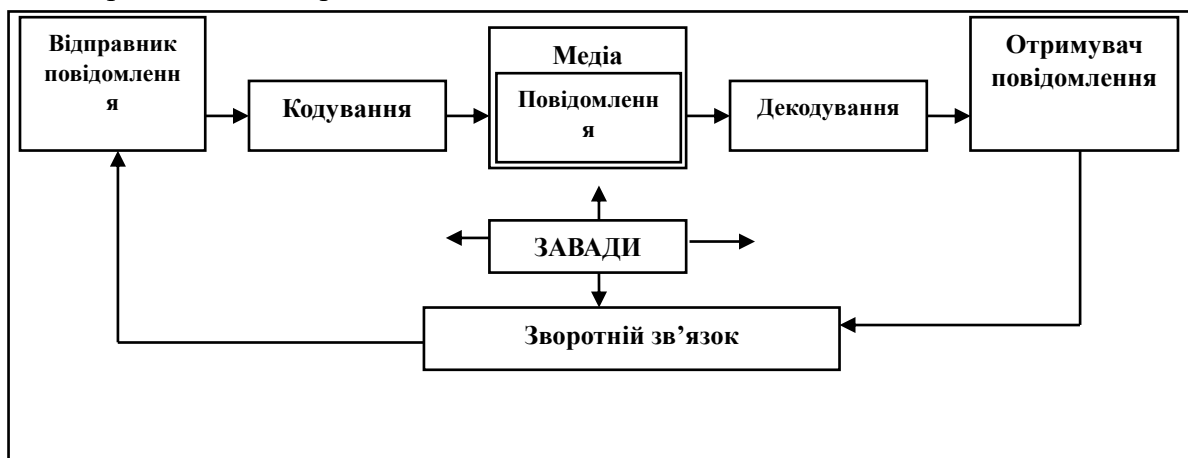 Відправник
повідомленн
я
Кодування
Медіа
Повідомленн
я
Декодування
Отримувач
повідомлення
ЗАВАДИ
Зворотній зв’язок